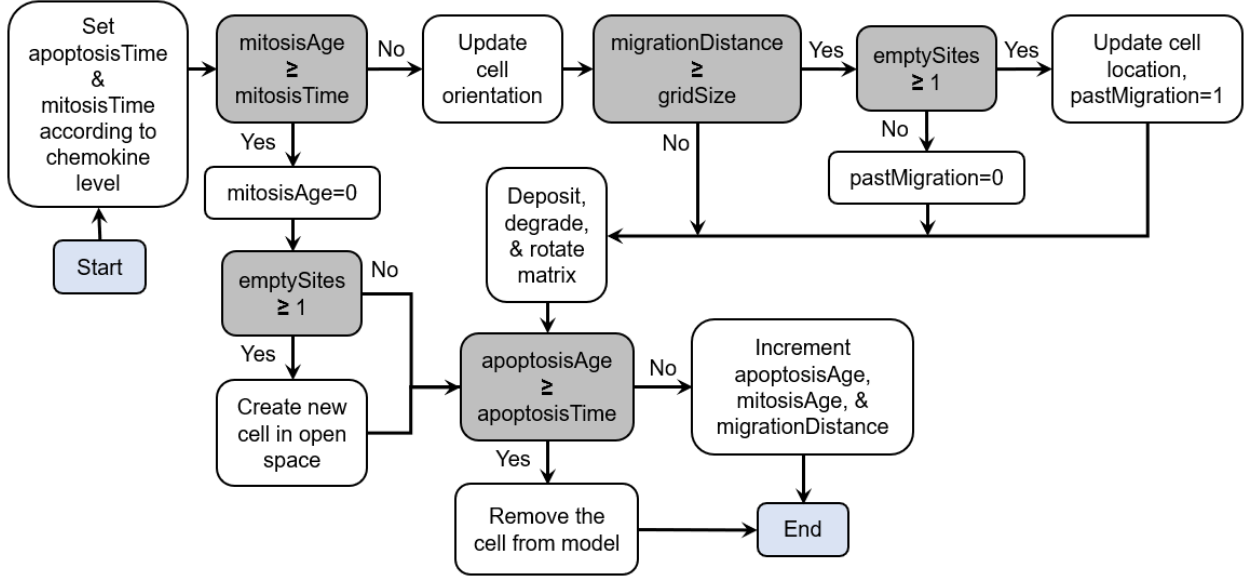 Set
apoptosisTime
&
mitosisTime
according to
chemokine
level
Start
mitosisAge
≥
mitosisTime
No
Yes
Update
cell
orientation
migrationDistance
≥
gridSize
Yes
No
emptySites
≥ 1
Yes
No
Update cell
location,
pastMigration=1
pastMigration=0
mitosisAge=0
emptySites
≥ 1
No
Yes
Create new
cell in open
space
Deposit,
degrade,
& rotate
matrix
apoptosisAge
≥
apoptosisTime
No
Yes
Increment
apoptosisAge,
mitosisAge, &
migrationDistance
Remove the
cell from model
End